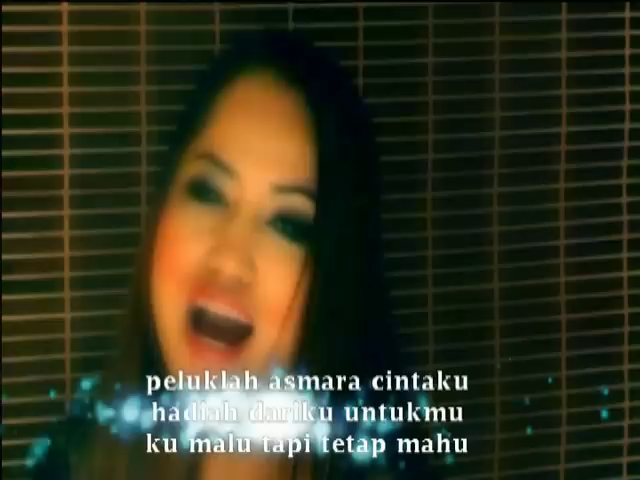 peluklah asmara cintaku
hadiah dariku untukmu
ku malu tapi tetap mahu